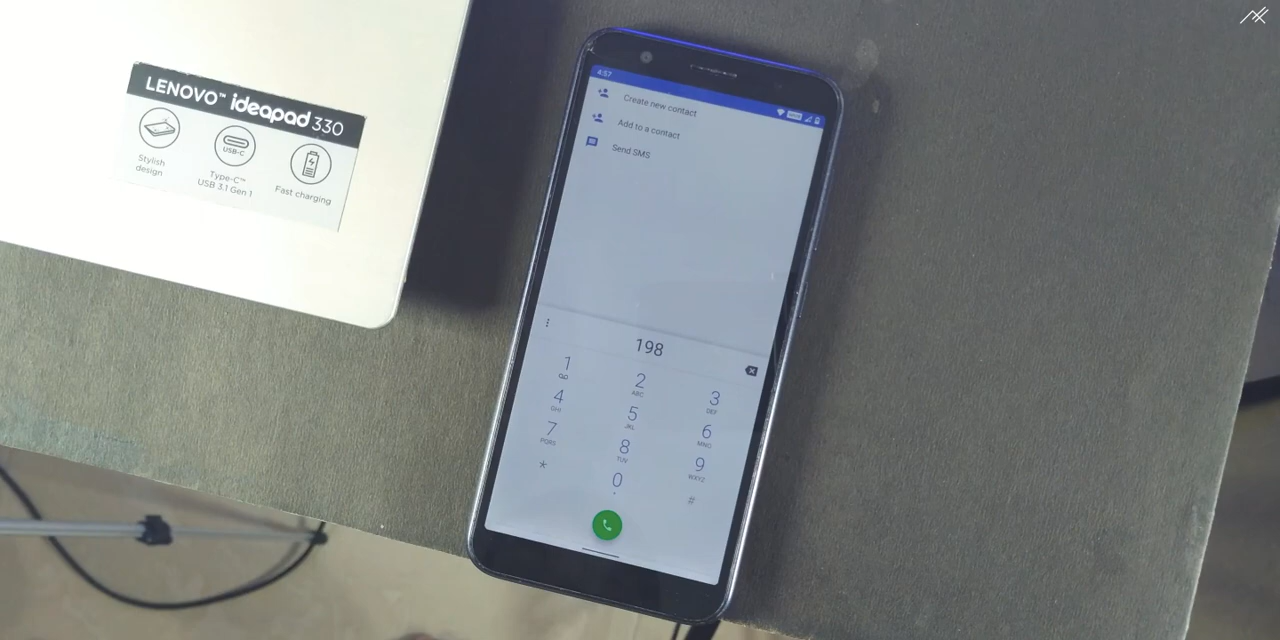 LENOVO™ ideapad 330
Stylish
design
USB-C
Type-C™
USB 3.1 Gen 1
Fast charging
4:57
Create new contact
Add to a contact
Send SMS
198
1
2
ABC
3
DEF
4
GHI
5
JKL
6
MNO
7
PQRS
8
TUV
9
WXYZ
*
0
+
#